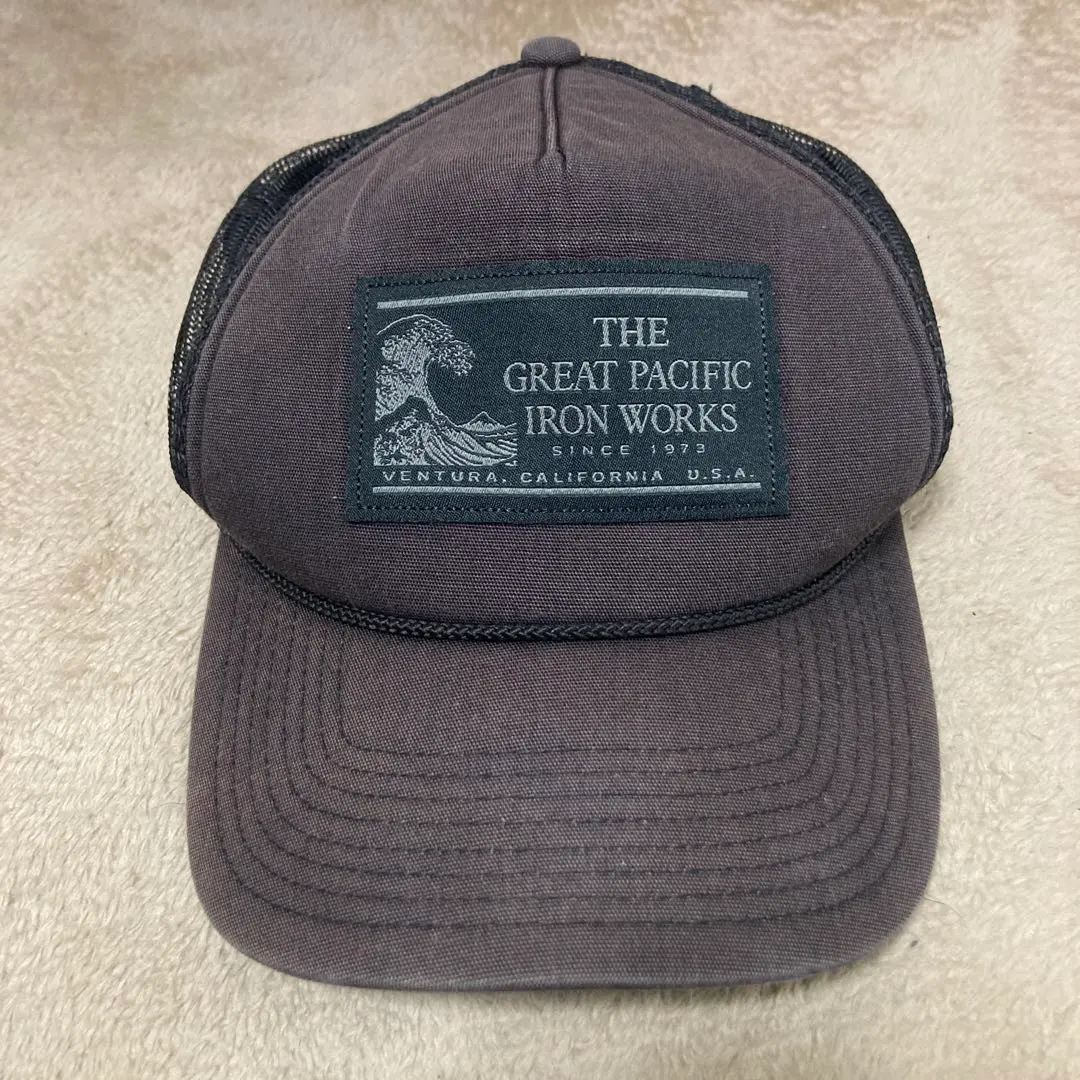 THE
GREAT PACIFIC
IRON WORKS
SINCE 1973
VENTURA, CALIFORNIA U.S.A.